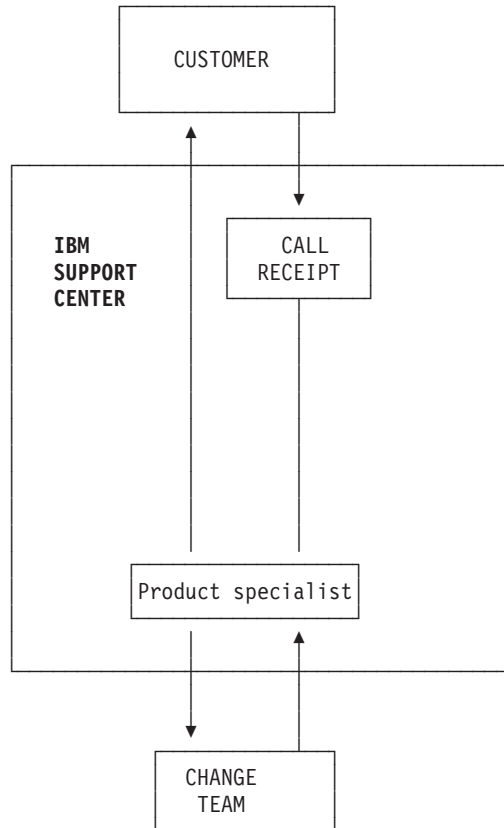 CUSTOMER
IBM
SUPPORT
CENTER
CALL
RECEIPT
Product specialist
CHANGE
TEAM